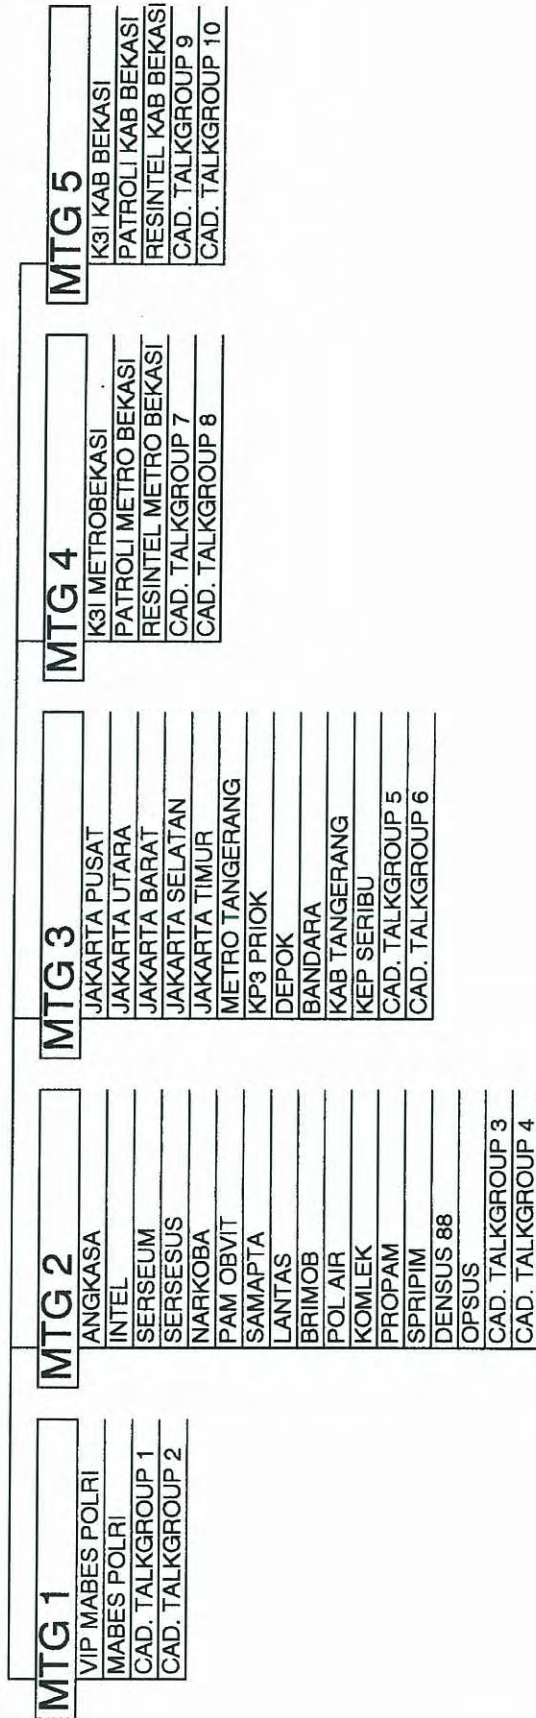 MTG 1
VIP MABES POLRI
MABES POLRI
CAD. TALKGROUP 1
CAD. TALKGROUP 2
MTG 2
ANGKASA
INTEL
SERSEUM
SERSESUS
NARKOBA
PAM OBVIT
SAMAPTA
LANTAS
BRIMOB
POL AIR
KOMLEK
PROPAM
SPRIPIM
DENSUS 88
OPSUS
CAD. TALKGROUP 3
CAD. TALKGROUP 4
MTG 3
JAKARTA PUSAT
JAKARTA UTARA
JAKARTA BARAT
JAKARTA SELATAN
JAKARTA TIMUR
METRO TANGERANG
KP3 PRIOK
DEPOK
BANDARA
KAB TANGERANG
KEP SERIBU
CAD. TALKGROUP 5
CAD. TALKGROUP 6
MTG 4
K3I METROBEKASI
PATROLI METRO BEKASI
RESINTEL METRO BEKASI
CAD. TALKGROUP 7
CAD. TALKGROUP 8
MTG 5
K3I KAB BEKASI
PATROLI KAB BEKASI
RESINTEL KAB BEKASI
CAD. TALKGROUP 9
CAD. TALKGROUP 10